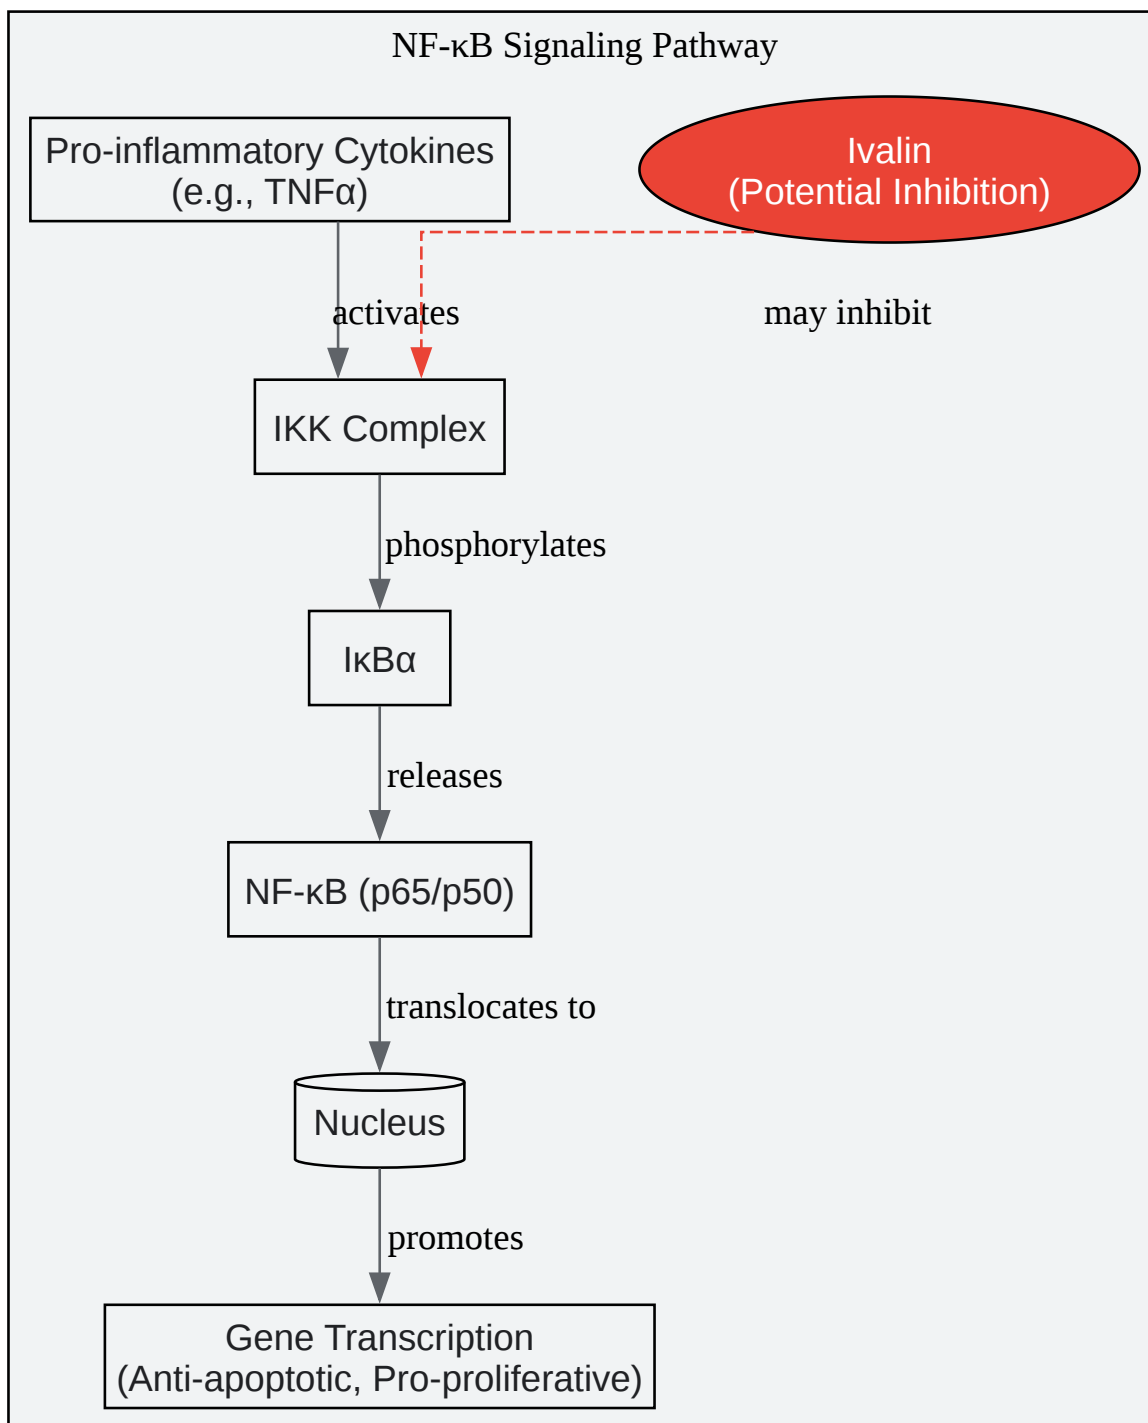 NF-κB Signaling Pathway
Pro-inflammatory Cytokines
(e.g., TNFα)
Ivalin
(Potential Inhibition)
activates
may inhibit
IKK Complex
phosphorylates
IκBα
releases
NF-κB (p65/p50)
translocates to
Nucleus
promotes
Gene Transcription
(Anti-apoptotic, Pro-proliferative)